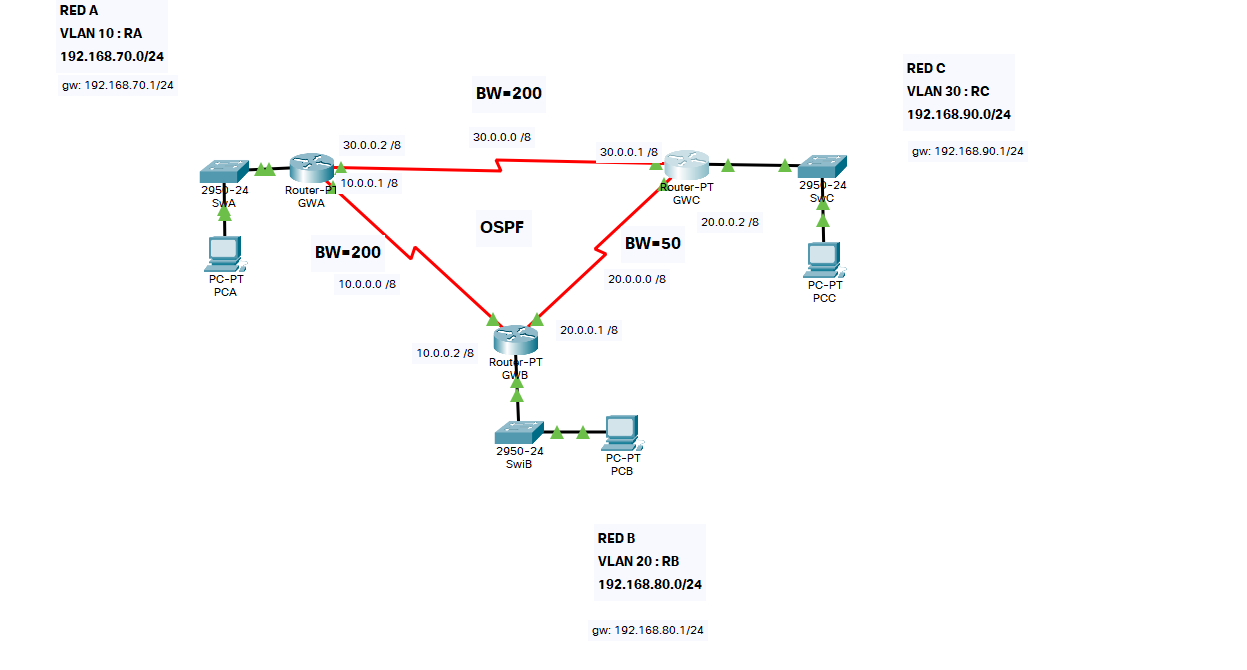 RED A
VLAN 10 : RA
192.168.70.0/24
gw: 192.168.70.1/24
RED C
VLAN 30 : RC
192.168.90.0/24
gw: 192.168.90.1/24
BW=200
30.0.0.0 /8
30.0.0.2 /8
30.0.0.1 /8
10.0.0.1 /8
2950-24
SwA
Router-PT
GWA
Router-PT
GWC
2950-24
SwC
20.0.0.2 /8
OSPF
BW=200
BW=50
10.0.0.0 /8
20.0.0.0 /8
PC-PT
PCA
PC-PT
PCC
20.0.0.1 /8
10.0.0.2 /8
Router-PT
GWB
2950-24
SwiB
PC-PT
PCB
RED B
VLAN 20 : RB
192.168.80.0/24
gw: 192.168.80.1/24